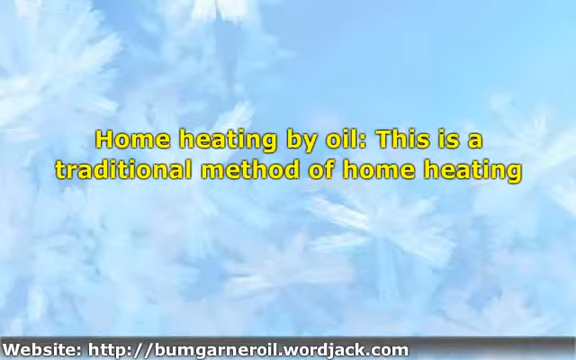 Home heating by oil: This is a
traditional method of home heating
Website: http://bumgarneroil.wordjack.com